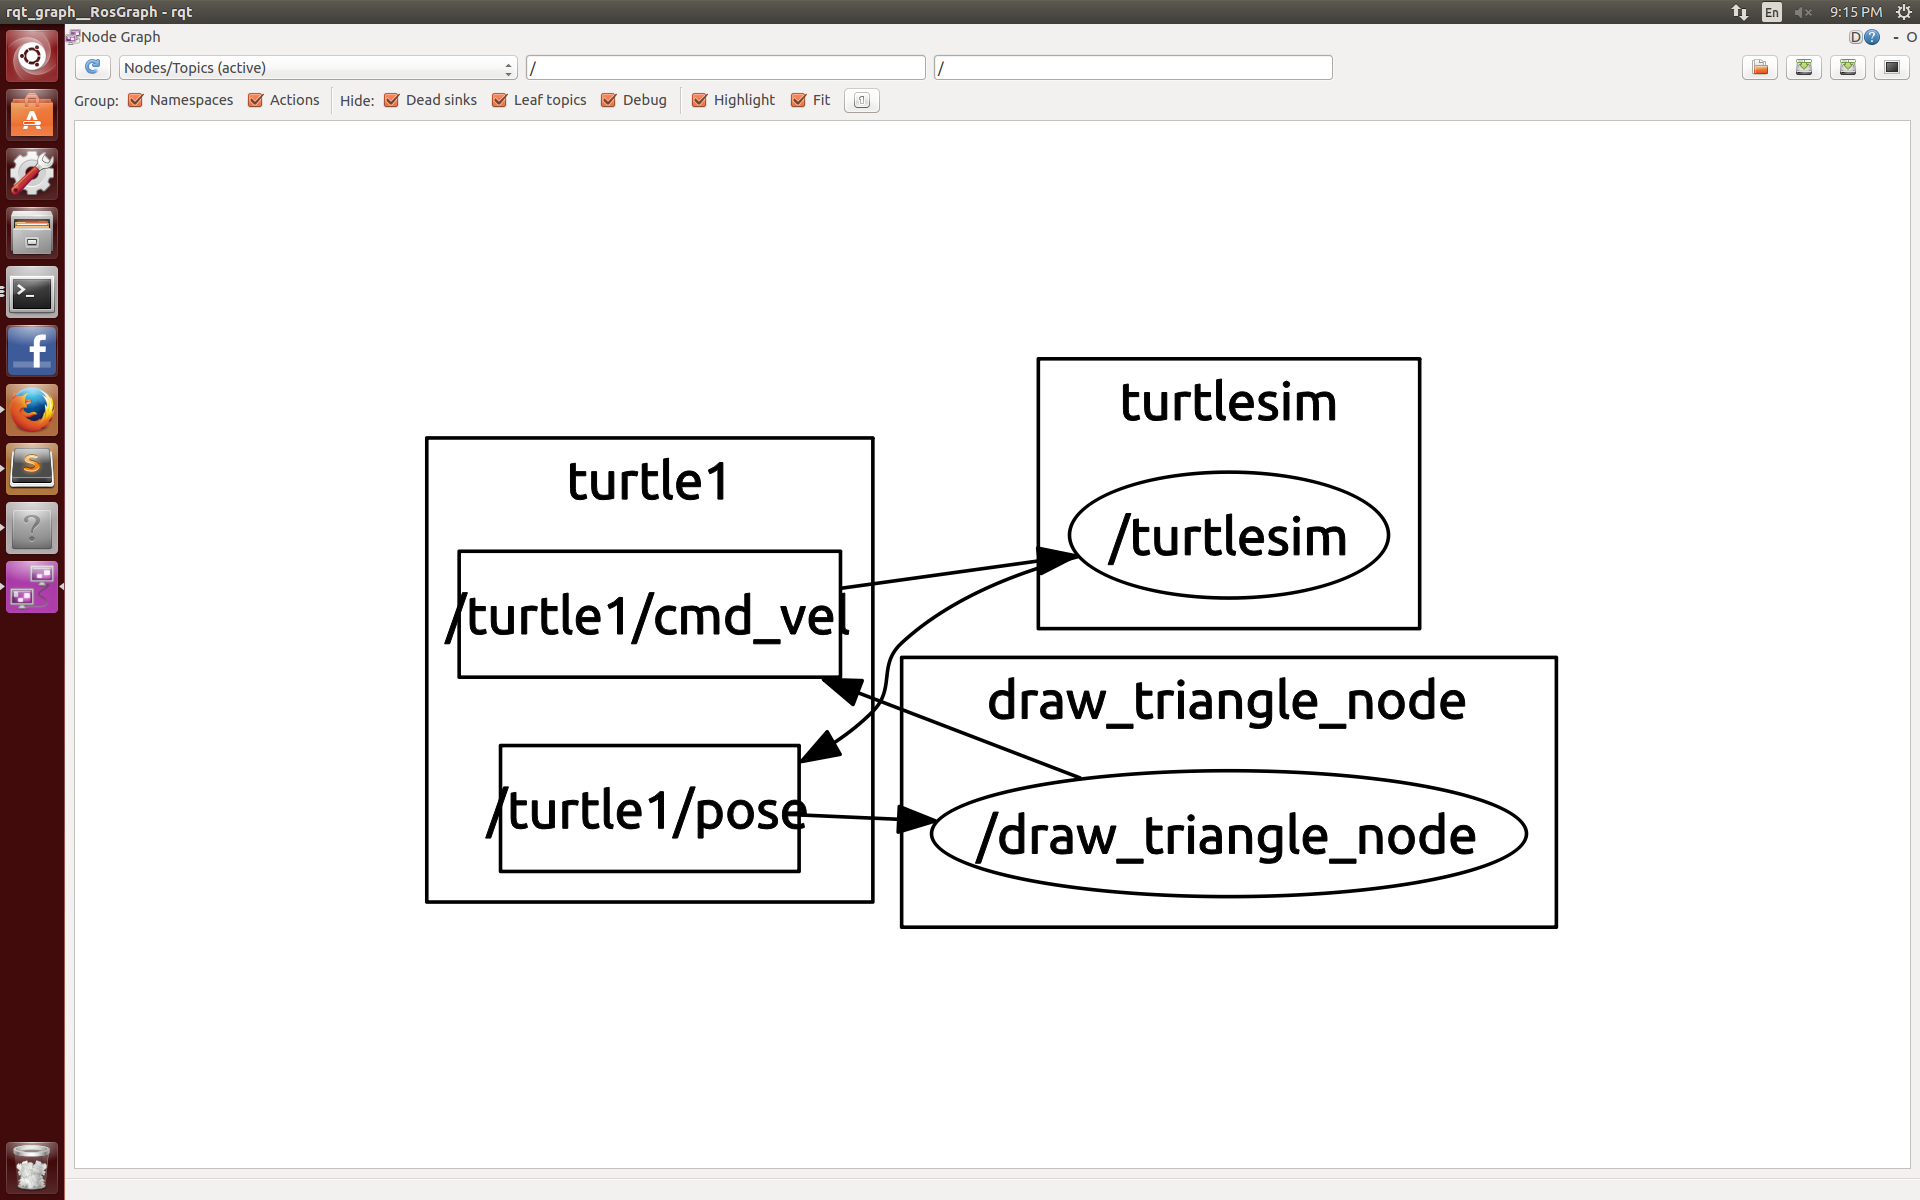 rqt_graph__RosGraph - rqt
En
9:15 PM
Node Graph
D
?
-
O
Nodes/Topics (active)
/
/
Group:
Namespaces
Actions
Hide:
Dead sinks
Leaf topics
Debug
Highlight
Fit
turtlesim
/turtlesim
turtle1
/turtle1/cmd_vel
/turtle1/pose
draw_triangle_node
/draw_triangle_node